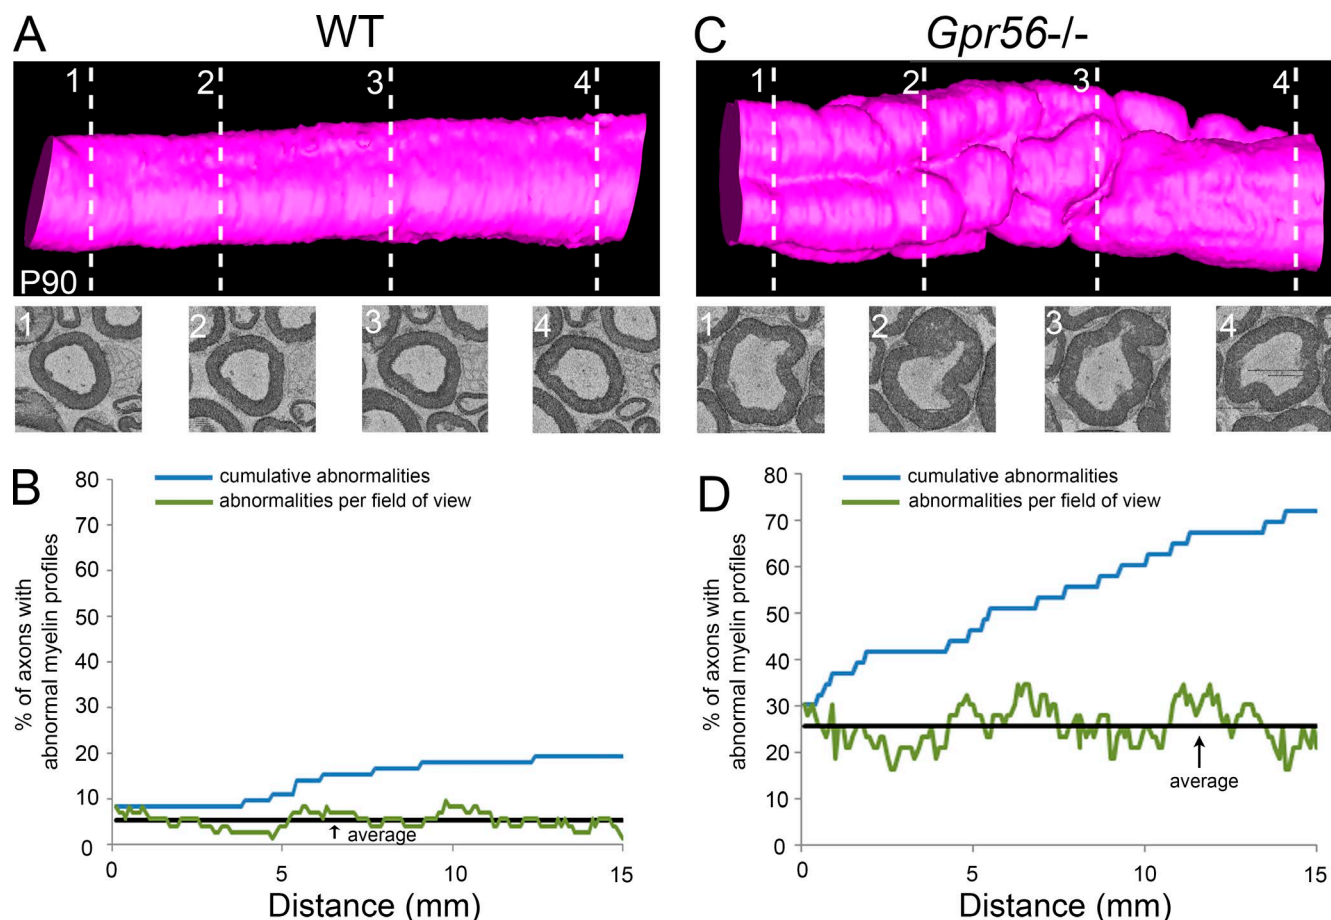 A
WT
1
2
3
4
P90
1
2
3
4
C
Gpr56-/-
1
2
3
4
1
2
3
4
B
cumulative abnormalities
abnormalities per field of view
% of axons with
abnormal myelin profiles
80
70
60
50
40
30
20
10
0
average
0
5
10
15
Distance (mm)
D
cumulative abnormalities
abnormalities per field of view
% of axons with
abnormal myelin profiles
80
70
60
50
40
30
20
10
0
average
0
5
10
15
Distance (mm)